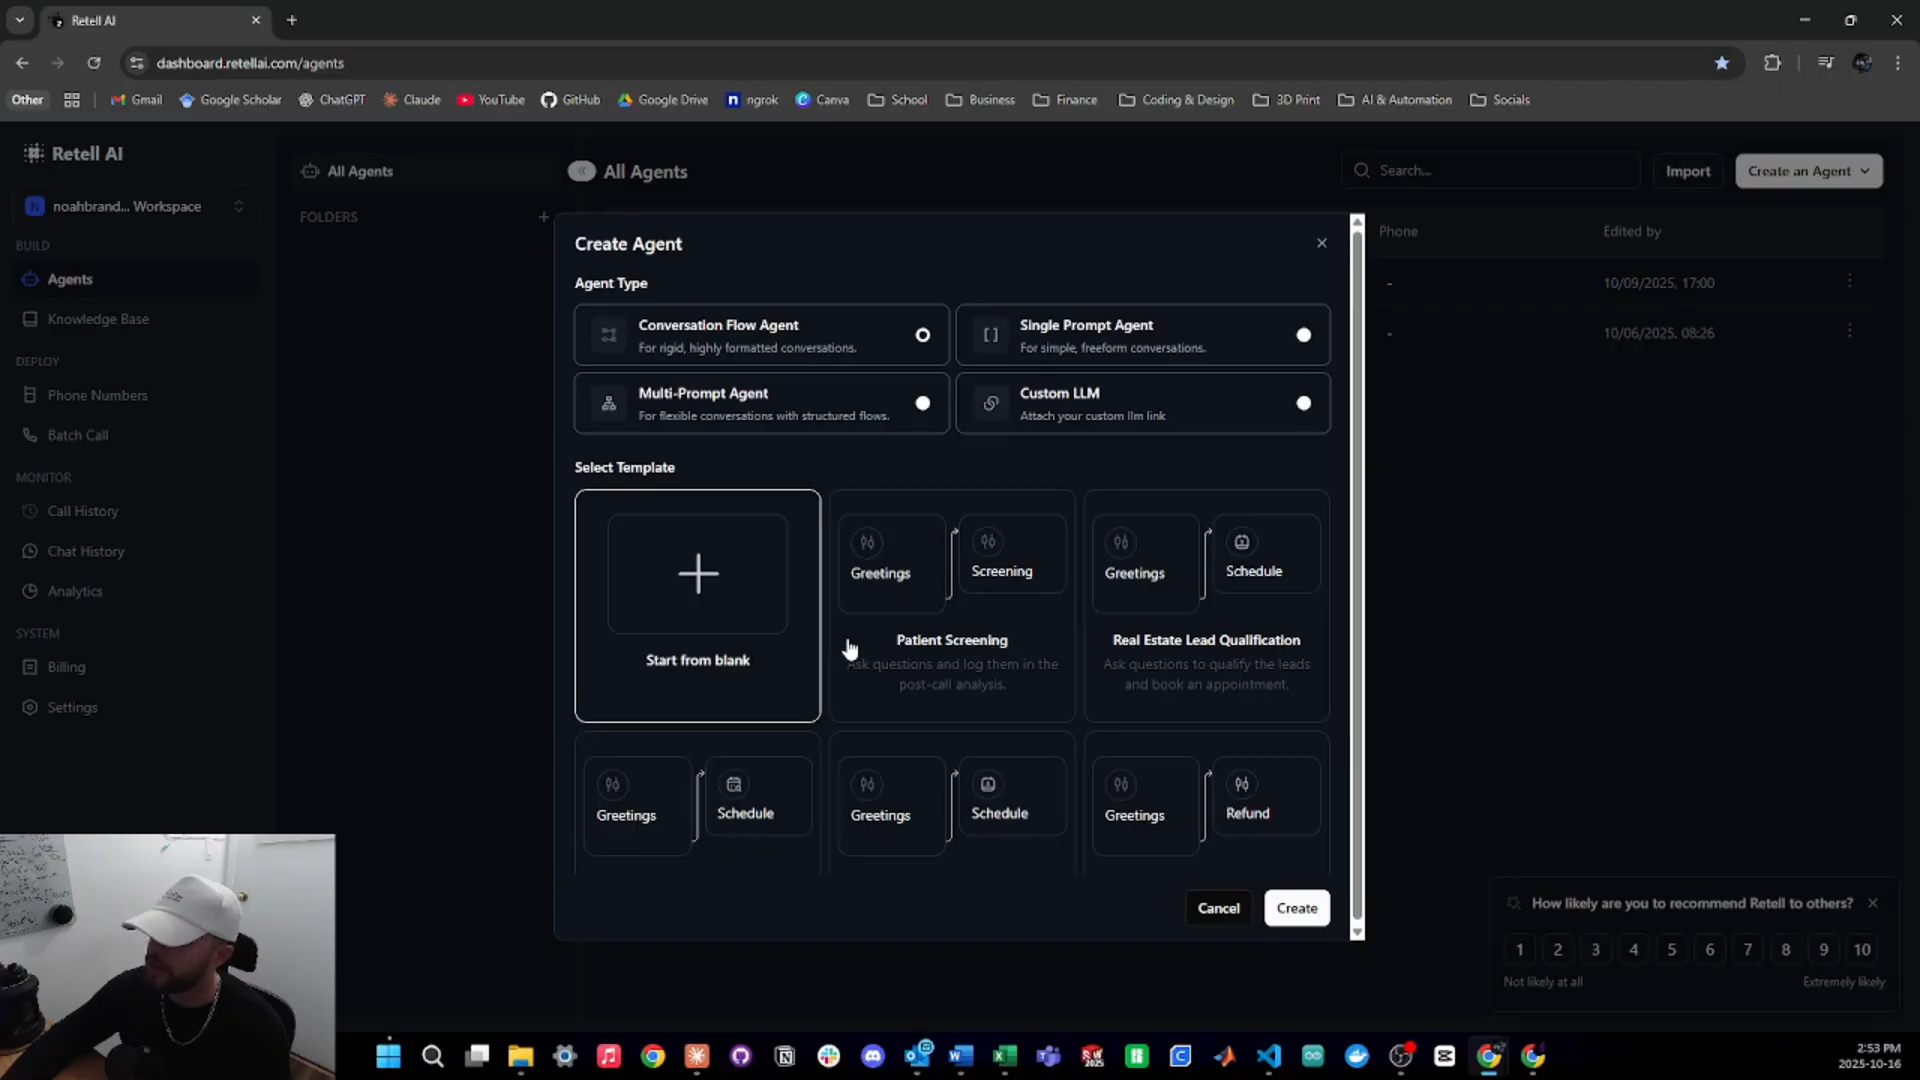 Retell AI
dashboard.retellai.com/agents
Other
Gmail
Google Scholar
ChatGPT
Claude
YouTube
GitHub
Google Drive
ngrok
Canva
School
Business
Finance
Coding & Design
3D Print
AI & Automation
Socials
Retell AI
N noahbrand... Workspace
BUILD
Agents
Knowledge Base
DEPLOY
Phone Numbers
Batch Call
MONITOR
Call History
Chat History
Analytics
SYSTEM
Billing
Settings
All Agents
FOLDERS
All Agents
Search...
Import
Create an Agent
Phone
Edited by
- 10/09/2025, 17:00
- 10/06/2025, 08:26
Create Agent
Agent Type
Conversation Flow Agent
For rigid, highly formatted conversations.
Single Prompt Agent
For simple, freeform conversations.
Multi-Prompt Agent
For flexible conversations with structured flows.
Custom LLM
Attach your custom llm link
Select Template
Start from blank
Greetings
Screening
Patient Screening
Ask questions and log them in the
post-call analysis.
Greetings
Schedule
Real Estate Lead Qualification
Ask questions to qualify the leads
and book an appointment.
Greetings
Schedule
Greetings
Schedule
Greetings
Refund
Cancel
Create
How likely are you to recommend Retell to others?
1 2 3 4 5 6 7 8 9 10
Not likely at all
Extremely likely
2:53 PM
2025-10-16